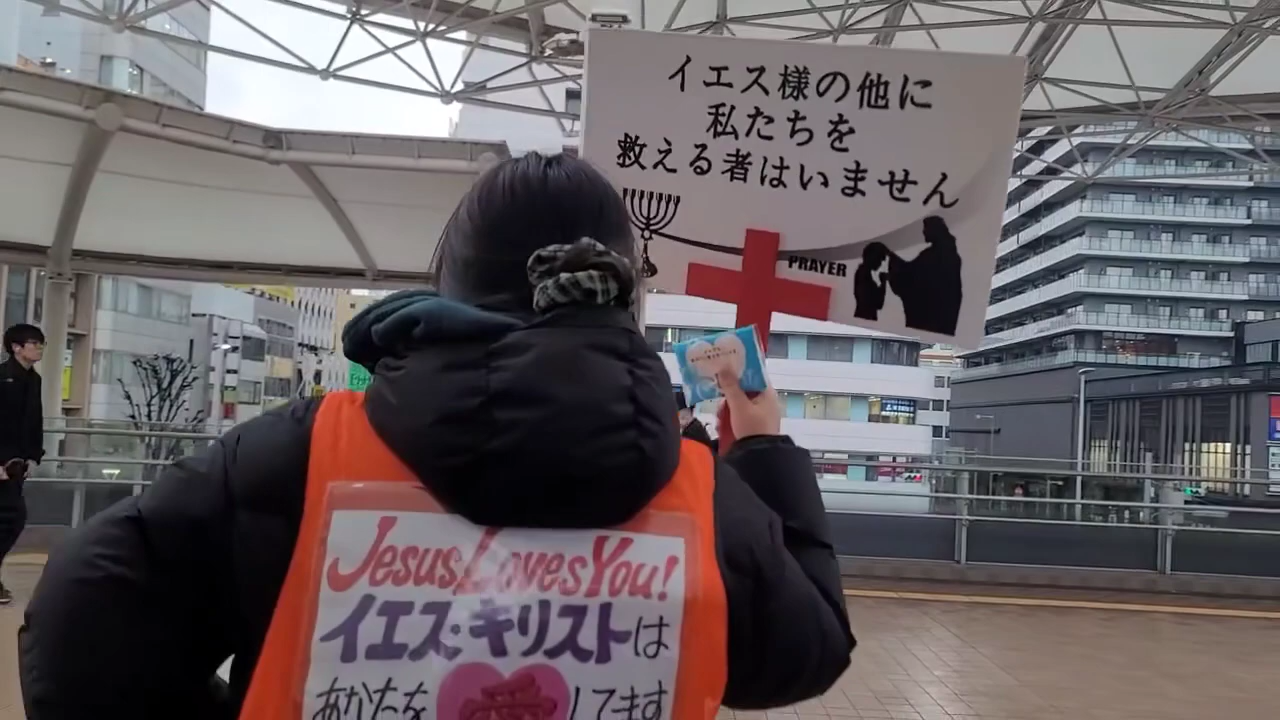 イエス様の他に
私たちを
救える者はいません
PRAYER
Jesus Loves You!
イエス・キリストは
あなたを愛してます